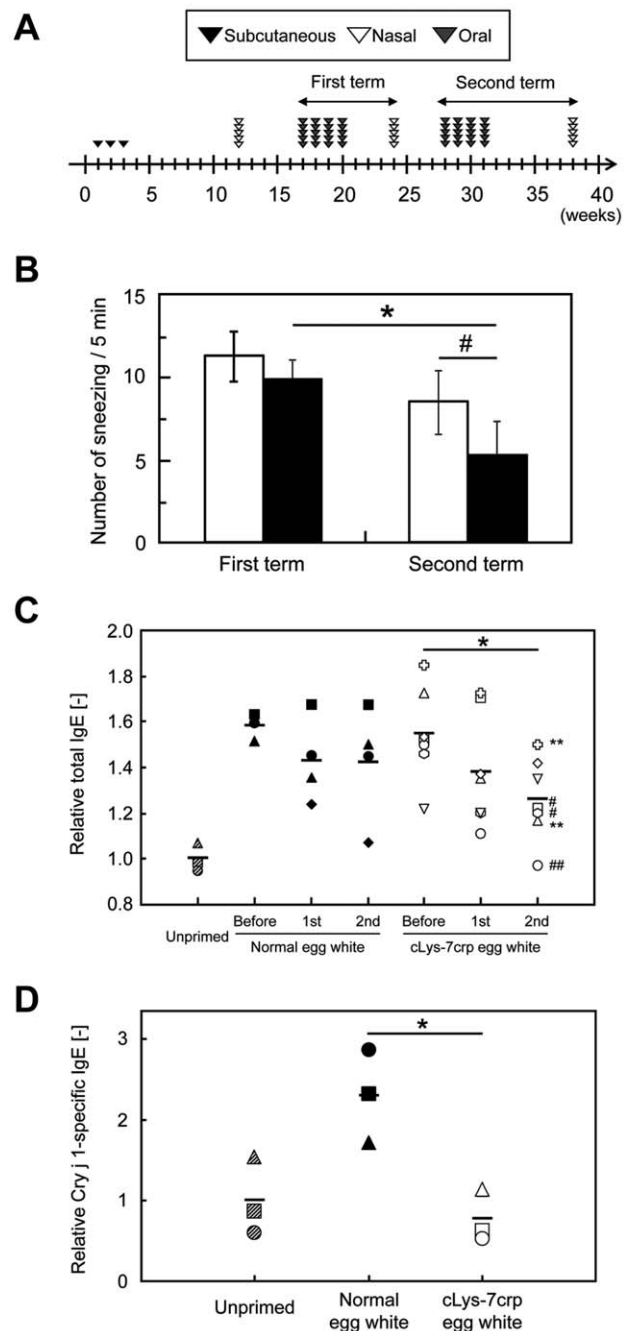 A
Subcutaneous Nasal Oral
First term Second term
0 5 10 15 20 25 30 35 40
(weeks)
B
Number of sneezing / 5 min
15
*
#
10
5
0
First term Second term
C
Relative total IgE [-]
2.0
*
1.8
1.6
**
1.4
#
#
1.2
**
1.0
##
0.8
Before 1st 2nd Before 1st 2nd
Unprimed Normal egg white cLys-7crp egg white
D
Relative Cry j 1-specific IgE [-]
3
*
2
1
0
Unprimed Normal cLys-7crp
egg white egg white